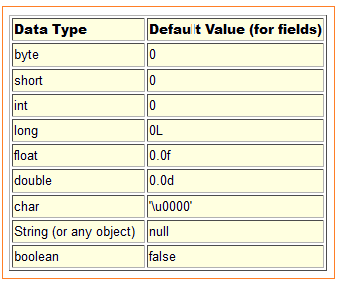 Data Type Default Value (for fields)
byte 0
short 0
int 0
long 0L
float 0.0f
double 0.0d
char '\u0000'
String (or any object) null
boolean false